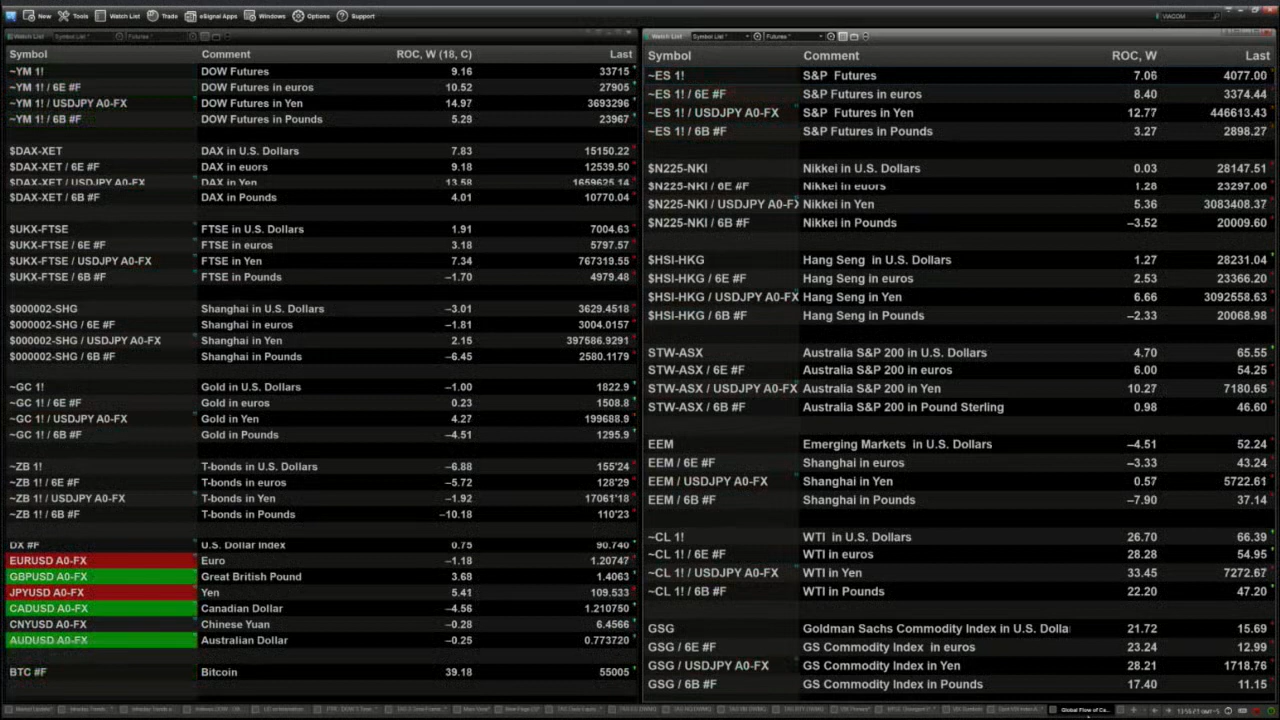 New Tools Watch List Trade eSignal Apps Windows Options Support VIACOM
Watch List Symbol List * Futures *
Symbol Comment ROC, W (18, C) Last
~YM 1! DOW Futures 9.16 33715
~YM 1! / 6E #F DOW Futures in euros 10.52 27905
~YM 1! / USDJPY A0-FX DOW Futures in Yen 14.97 3693296
~YM 1! / 6B #F DOW Futures in Pounds 5.28 23967
$DAX-XET DAX in U.S. Dollars 7.83 15150.22
$DAX-XET / 6E #F DAX in euors 9.18 12539.50
$DAX-XET / USDJPY A0-FX DAX in Yen 13.58 1659625.14
$DAX-XET / 6B #F DAX in Pounds 4.01 10770.04
$UKX-FTSE FTSE in U.S. Dollars 1.91 7004.63
$UKX-FTSE / 6E #F FTSE in euros 3.18 5797.57
$UKX-FTSE / USDJPY A0-FX FTSE in Yen 7.34 767319.55
$UKX-FTSE / 6B #F FTSE in Pounds –1.70 4979.48
$000002-SHG Shanghai in U.S. Dollars –3.01 3629.4518
$000002-SHG / 6E #F Shanghai in euros –1.81 3004.0157
$000002-SHG / USDJPY A0-FX Shanghai in Yen 2.16 397586.9291
$000002-SHG / 6B #F Shanghai in Pounds –6.45 2580.1179
~GC 1! Gold in U.S. Dollars –1.00 1822.9
~GC 1! / 6E #F Gold in euros 0.23 1508.8
~GC 1! / USDJPY A0-FX Gold in Yen 4.27 199688.9
~GC 1! / 6B #F Gold in Pounds –4.51 1295.9
~ZB 1! T-bonds in U.S. Dollars –6.88 155'24
~ZB 1! / 6E #F T-bonds in euros –5.72 128'29
~ZB 1! / USDJPY A0-FX T-bonds in Yen –1.92 17061'18
~ZB 1! / 6B #F T-bonds in Pounds –10.18 110'23
DX #F U.S. Dollar Index 0.75 90.740
EURUSD A0-FX Euro –1.18 1.20747
GBPUSD A0-FX Great British Pound 3.68 1.4063
JPYUSD A0-FX Yen 5.41 109.533
CADUSD A0-FX Canadian Dollar –4.56 1.210750
CNYUSD A0-FX Chinese Yuan –0.28 6.4566
AUDUSD A0-FX Australian Dollar –0.25 0.773720
BTC #F Bitcoin 39.18 55005
Watch List Symbol List * Futures *
Symbol Comment ROC, W Last
~ES 1! S&P Futures 7.06 4077.00
~ES 1! / 6E #F S&P Futures in euros 8.40 3374.44
~ES 1! / USDJPY A0-FX S&P Futures in Yen 12.77 446613.43
~ES 1! / 6B #F S&P Futures in Pounds 3.27 2898.27
$N225-NKI Nikkei in U.S. Dollars 0.03 28147.51
$N225-NKI / 6E #F Nikkei in euors 1.28 23297.06
$N225-NKI / USDJPY A0-FX Nikkei in Yen 5.36 3083408.37
$N225-NKI / 6B #F Nikkei in Pounds –3.52 20009.60
$HSI-HKG Hang Seng in U.S. Dollars 1.27 28231.04
$HSI-HKG / 6E #F Hang Seng in euros 2.53 23366.20
$HSI-HKG / USDJPY A0-FX Hang Seng in Yen 6.66 3092558.63
$HSI-HKG / 6B #F Hang Seng in Pounds –2.33 20068.98
STW-ASX Australia S&P 200 in U.S. Dollars 4.70 65.55
STW-ASX / 6E #F Australia S&P 200 in euros 6.00 54.25
STW-ASX / USDJPY A0-FX Australia S&P 200 in Yen 10.27 7180.65
STW-ASX / 6B #F Australia S&P 200 in Pound Sterling 0.98 46.60
EEM Emerging Markets in U.S. Dollars –4.51 52.24
EEM / 6E #F Shanghai in euros –3.33 43.24
EEM / USDJPY A0-FX Shanghai in Yen 0.57 5722.61
EEM / 6B #F Shanghai in Pounds –7.90 37.14
~CL 1! WTI in U.S. Dollars 26.70 66.39
~CL 1! / 6E #F WTI in euros 28.28 54.95
~CL 1! / USDJPY A0-FX WTI in Yen 33.45 7272.67
~CL 1! / 6B #F WTI in Pounds 22.20 47.20
GSG Goldman Sachs Commodity Index in U.S. Dolla 21.72 15.69
GSG / 6E #F GS Commodity Index in euros 23.24 12.99
GSG / USDJPY A0-FX GS Commodity Index in Yen 28.21 1718.76
GSG / 6B #F GS Commodity Index in Pounds 17.40 11.15
Global Flow of Ca...